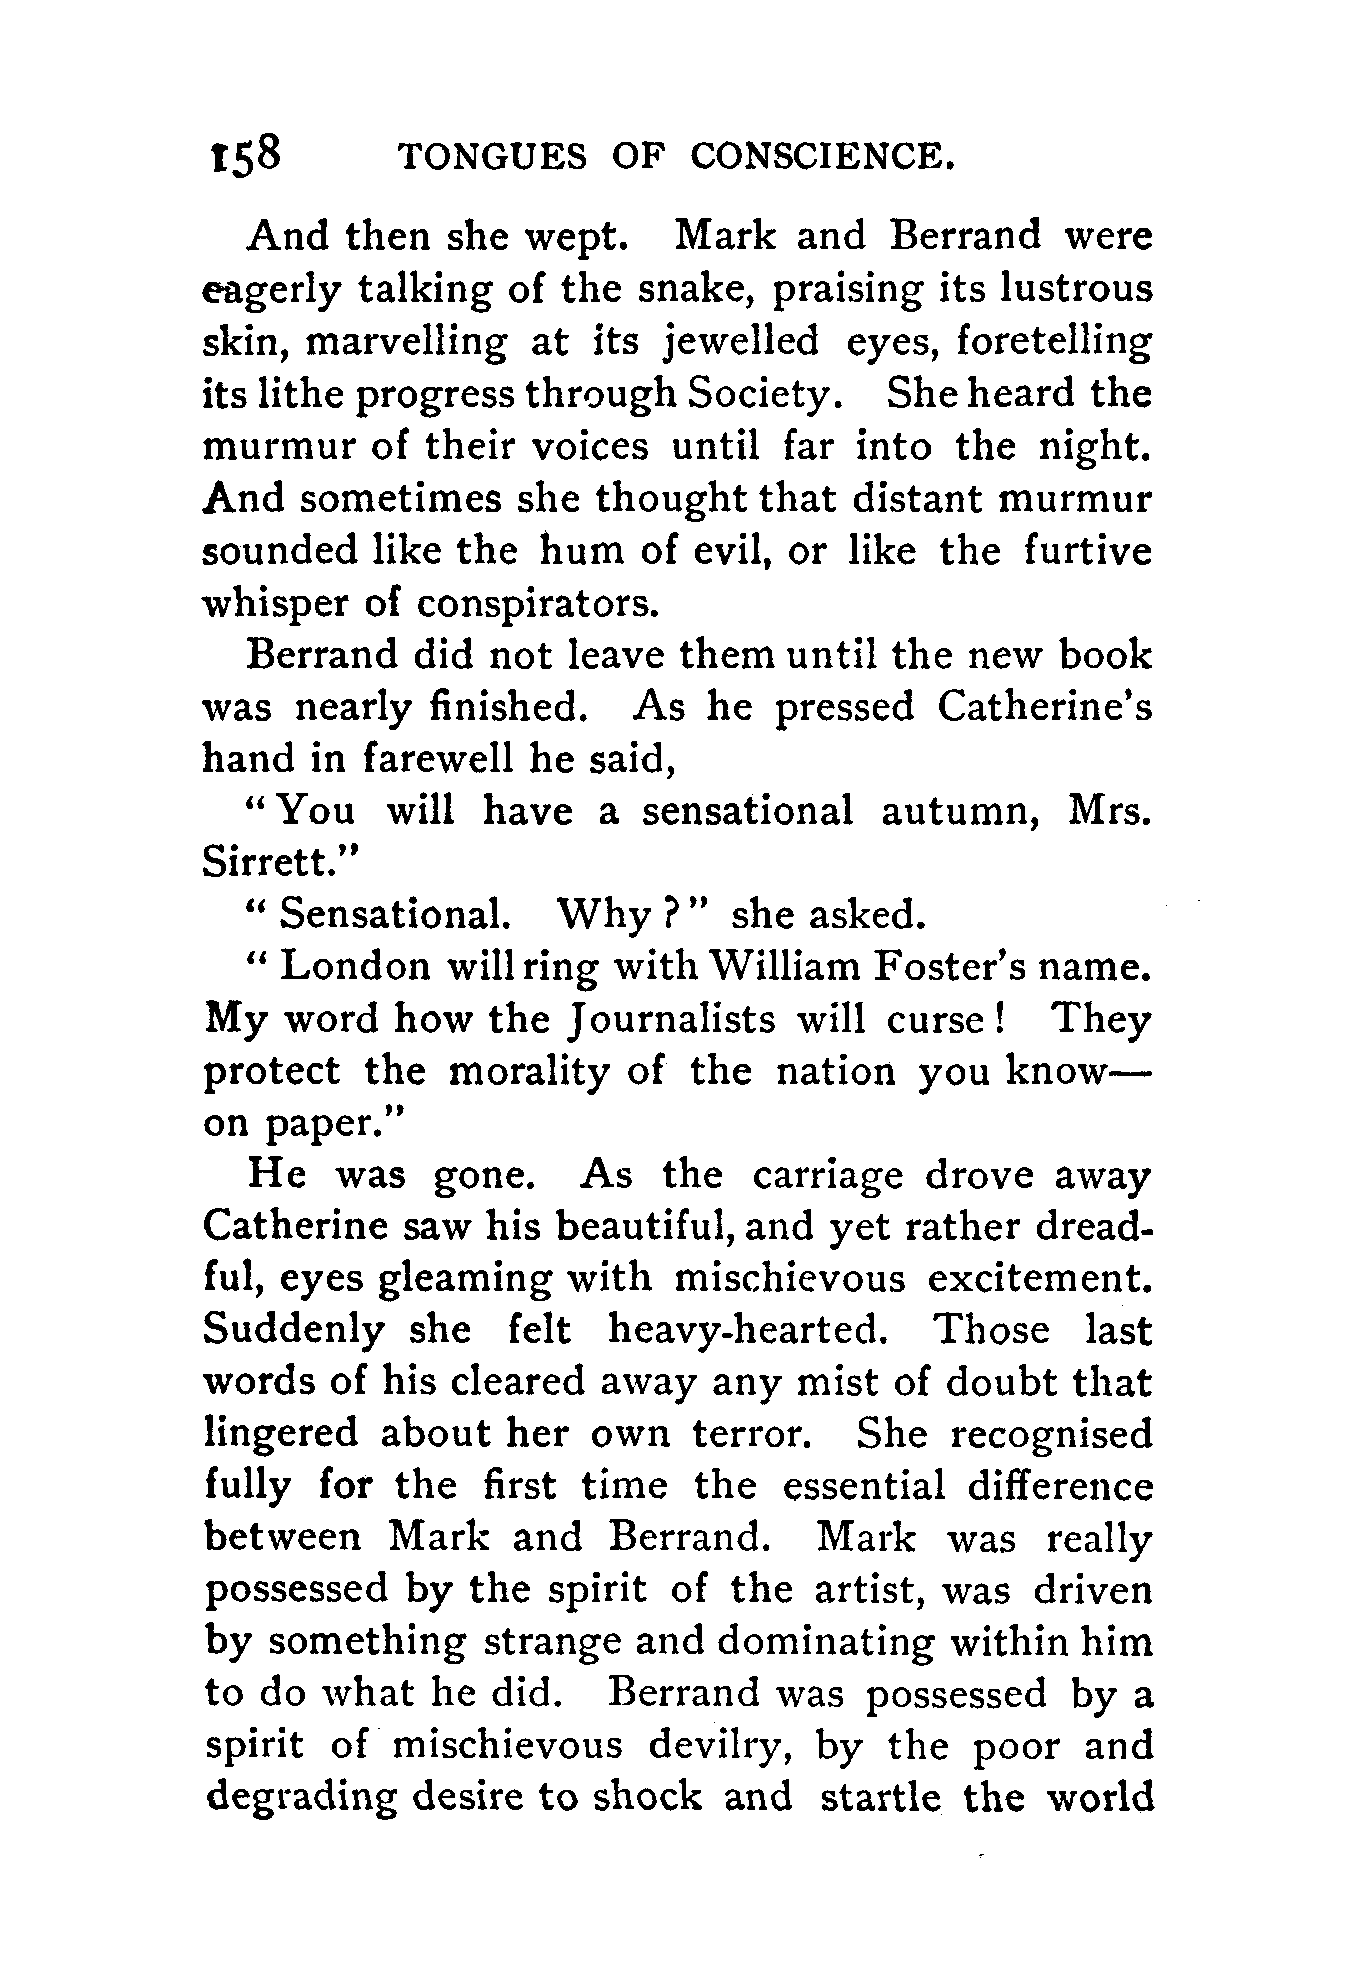 158 TONGUES OF CONSCIENCE.
And then she wept. Mark and Berrand were
eagerly talking of the snake, praising its lustrous
skin, marvelling at its jewelled eyes, foretelling
its lithe progress through Society. She heard the
murmur of their voices until far into the night.
And sometimes she thought that distant murmur
sounded like the hum of evil, or like the furtive
whisper of conspirators.
Berrand did not leave them until the new book
was nearly finished. As he pressed Catherine's
hand in farewell he said,
“You will have a sensational autumn, Mrs.
Sirrett.”
“ Sensational. Why ?” she asked.
“ London will ring with William Foster's name.
My word how the Journalists will curse ! They
protect the morality of the nation you know—
on paper.”
He was gone. As the carriage drove away
Catherine saw his beautiful, and yet rather dread-
ful, eyes gleaming with mischievous excitement.
Suddenly she felt heavy-hearted. Those last
words of his cleared away any mist of doubt that
lingered about her own terror. She recognised
fully for the first time the essential difference
between Mark and Berrand. Mark was really
possessed by the spirit of the artist, was driven
by something strange and dominating within him
to do what he did. Berrand was possessed by a
spirit of mischievous devilry, by the poor and
degrading desire to shock and startle the world